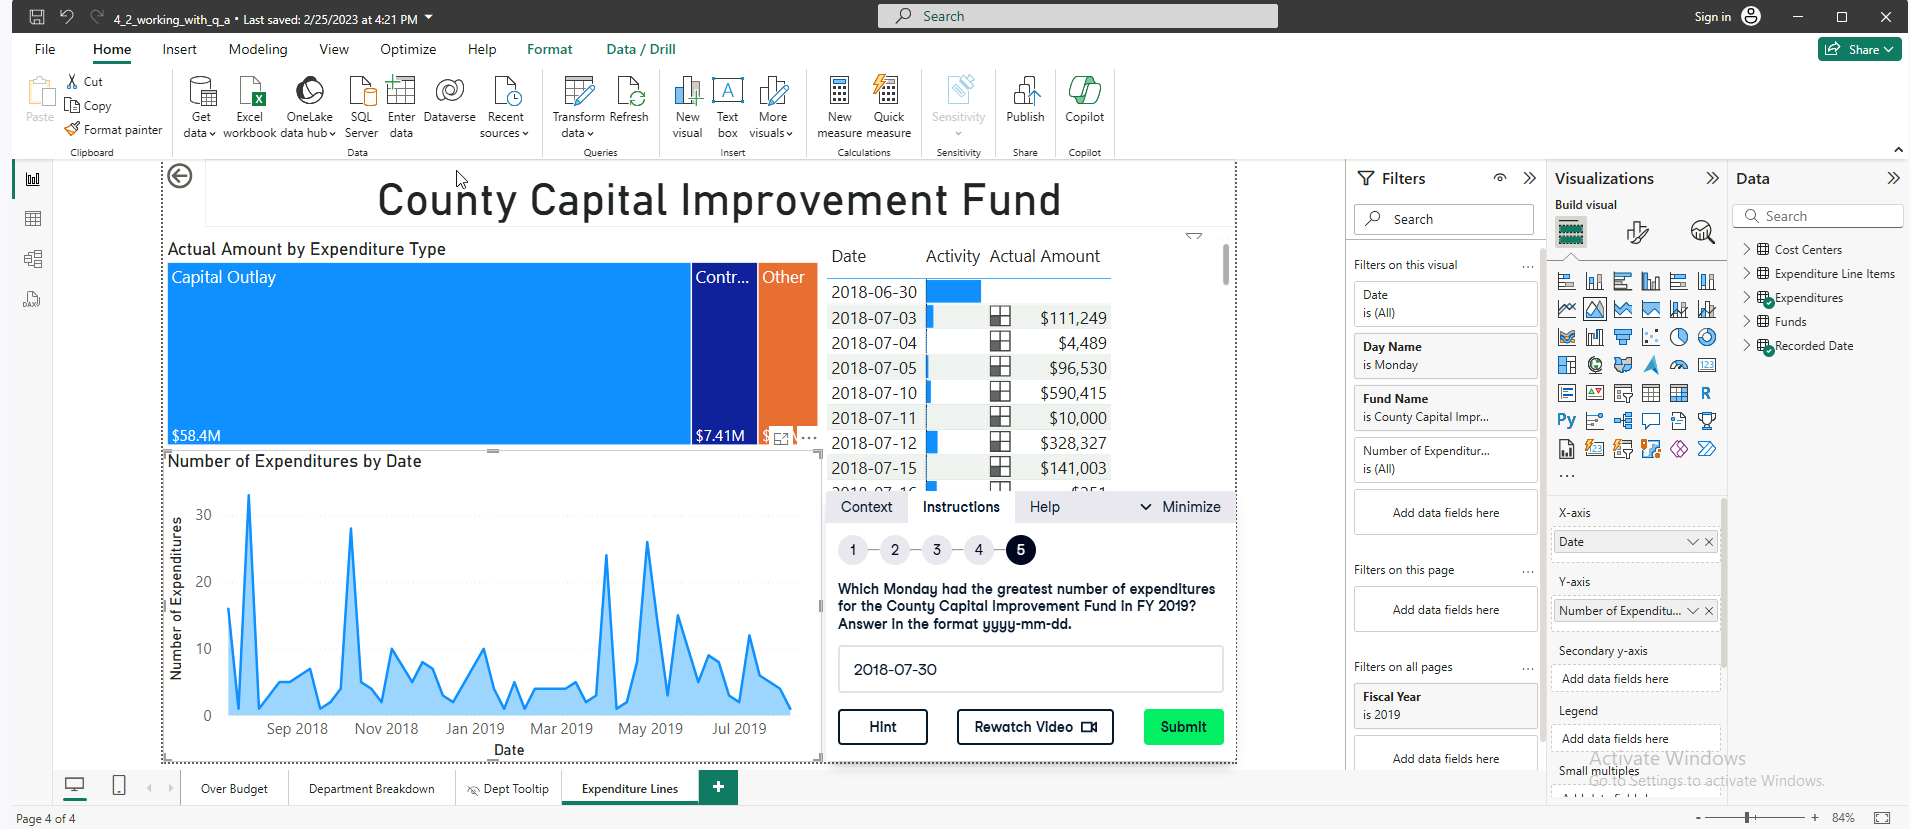 4_2_working_with_q_a • Last saved: 2/25/2023 at 4:21 PM
Search
Sign in
File Home Insert Modeling View Optimize Help Format Data / Drill
Share
Paste
Cut
Copy
Format painter
Clipboard
Get data
Excel workbook
OneLake data hub
SQL Server
Enter data
Dataverse
Recent sources
Data
Transform data
Refresh
Queries
New visual
Text box
More visuals
Insert
New measure
Quick measure
Calculations
Sensitivity
Sensitivity
Publish
Share
Copilot
Copilot
County Capital Improvement Fund
Actual Amount by Expenditure Type
Capital Outlay
$58.4M
Contr...
$7.41M
Other
Date Activity Actual Amount
2018-06-30
2018-07-03 $111,249
2018-07-04 $4,489
2018-07-05 $96,530
2018-07-10 $590,415
2018-07-11 $10,000
2018-07-12 $328,327
2018-07-15 $141,003
2018-07-16 $251
Number of Expenditures by Date
Number of Expenditures
30
20
10
0
Sep 2018 Nov 2018 Jan 2019 Mar 2019 May 2019 Jul 2019
Date
Context Instructions Help Minimize
1 2 3 4 5
Which Monday had the greatest number of expenditures
for the County Capital Improvement Fund in FY 2019?
Answer in the format yyyy-mm-dd.
2018-07-30
Hint
Rewatch Video
Submit
Filters
Search
Filters on this visual ...
Date
is (All)
Day Name
is Monday
Fund Name
is County Capital Impr...
Number of Expenditur...
is (All)
Add data fields here
Filters on this page ...
Add data fields here
Filters on all pages ...
Fiscal Year
is 2019
Add data fields here
Visualizations
Build visual
123
R
Py
...
X-axis
Date
Y-axis
Number of Expenditu...
Secondary y-axis
Add data fields here
Legend
Add data fields here
Small multiples
Data
Search
Cost Centers
Expenditure Line Items
Expenditures
Funds
Recorded Date
Activate Windows
Go to Settings to activate Windows.
Over Budget Department Breakdown Dept Tooltip Expenditure Lines +
Page 4 of 4
- + 84%